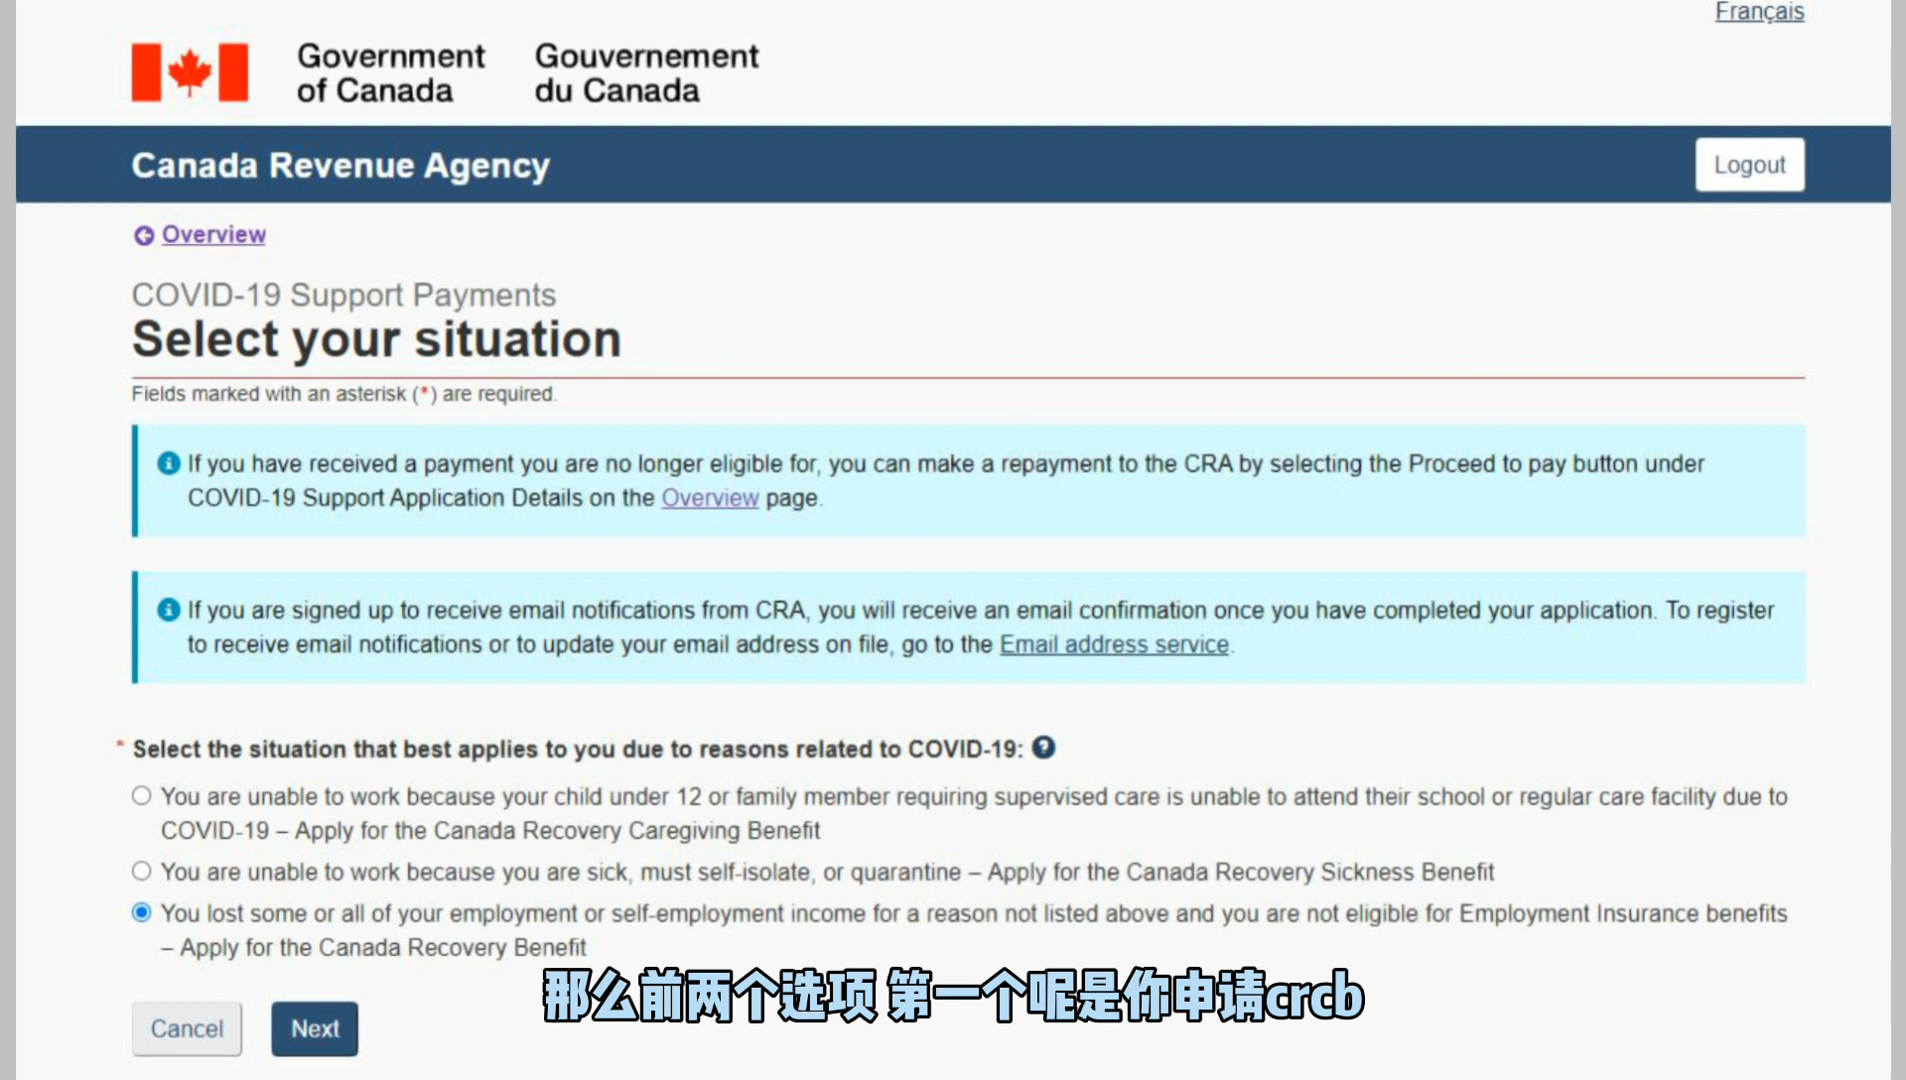 Français
Government of Canada
Gouvernement du Canada
Canada Revenue Agency
Logout
Overview
COVID-19 Support Payments
Select your situation
Fields marked with an asterisk (*) are required.
If you have received a payment you are no longer eligible for, you can make a repayment to the CRA by selecting the Proceed to pay button under
COVID-19 Support Application Details on the Overview page.
If you are signed up to receive email notifications from CRA, you will receive an email confirmation once you have completed your application. To register
to receive email notifications or to update your email address on file, go to the Email address service.
* Select the situation that best applies to you due to reasons related to COVID-19:
You are unable to work because your child under 12 or family member requiring supervised care is unable to attend their school or regular care facility due to
COVID-19 – Apply for the Canada Recovery Caregiving Benefit
You are unable to work because you are sick, must self-isolate, or quarantine – Apply for the Canada Recovery Sickness Benefit
You lost some or all of your employment or self-employment income for a reason not listed above and you are not eligible for Employment Insurance benefits
– Apply for the Canada Recovery Benefit
那么前两个选项 第一个呢是你申请crcb
Cancel
Next